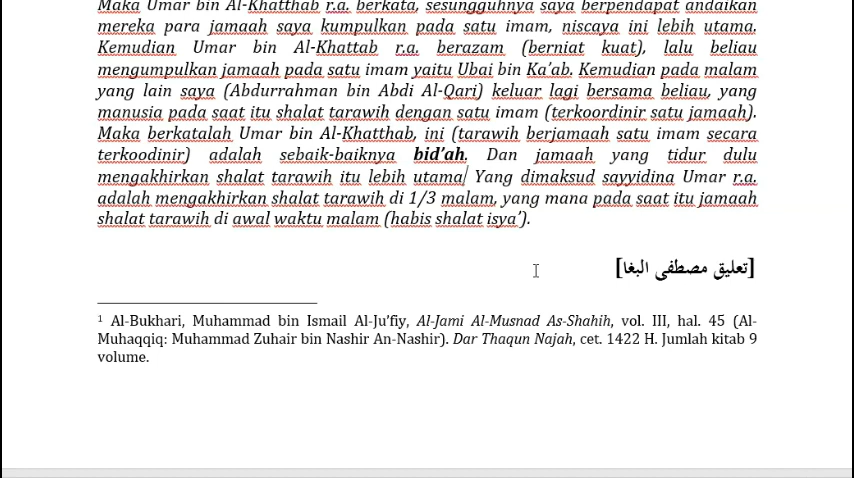 Maka Umar bin Al-Khatthab r.a. berkata, sesungguhnya saya berpendapat andaikan
mereka para jamaah saya kumpulkan pada satu imam, niscaya ini lebih utama.
Kemudian Umar bin Al-Khattab r.a. berazam (berniat kuat), lalu beliau
mengumpulkan jamaah pada satu imam yaitu Ubai bin Ka’ab. Kemudian pada malam
yang lain saya (Abdurrahman bin Abdi Al-Qari) keluar lagi bersama beliau, yang
manusia pada saat itu shalat tarawih dengan satu imam (terkoordinir satu jamaah).
Maka berkatalah Umar bin Al-Khatthab, ini (tarawih berjamaah satu imam secara
terkoodinir) adalah sebaik-baiknya bid’ah. Dan jamaah yang tidur dulu
mengakhirkan shalat tarawih itu lebih utama/ Yang dimaksud sayyidina Umar r.a.
adalah mengakhirkan shalat tarawih di 1/3 malam, yang mana pada saat itu jamaah
shalat tarawih di awal waktu malam (habis shalat isya’).
[تعليق مصطفى البغا]
1 Al-Bukhari, Muhammad bin Ismail Al-Ju’fiy, Al-Jami Al-Musnad As-Shahih, vol. III, hal. 45 (Al-
Muhaqqiq: Muhammad Zuhair bin Nashir An-Nashir). Dar Thaqun Najah, cet. 1422 H. Jumlah kitab 9
volume.